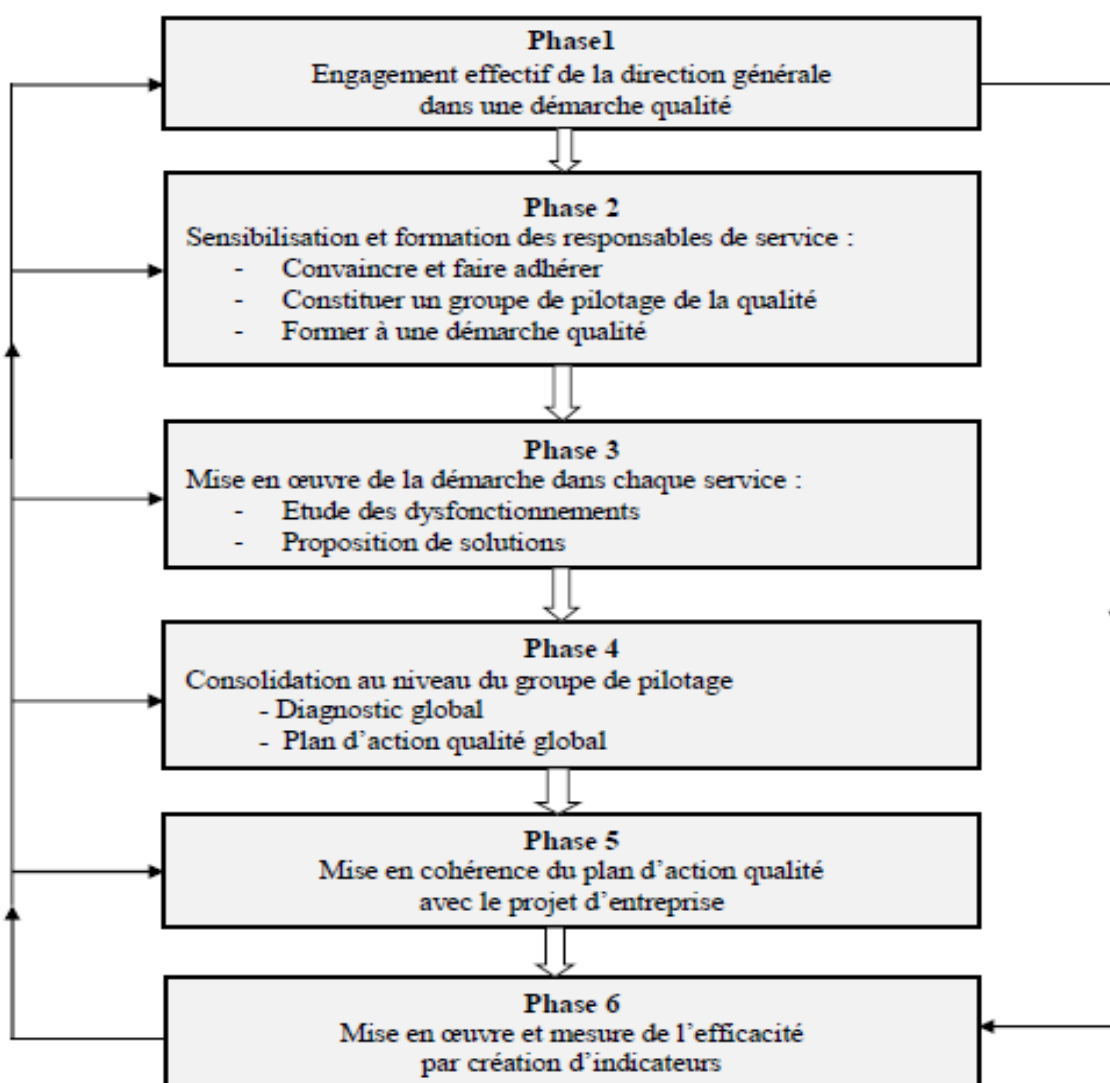 Phase1
Engagement effectif de la direction générale
dans une démarche qualité
Phase 2
Sensibilisation et formation des responsables de service :
- Convaincre et faire adhérer
- Constituer un groupe de pilotage de la qualité
- Former à une démarche qualité
Phase 3
Mise en œuvre de la démarche dans chaque service :
- Etude des dysfonctionnements
- Proposition de solutions
Phase 4
Consolidation au niveau du groupe de pilotage
- Diagnostic global
- Plan d’action qualité global
Phase 5
Mise en cohérence du plan d’action qualité
avec le projet d’entreprise
Phase 6
Mise en œuvre et mesure de l’efficacité
par création d’indicateurs